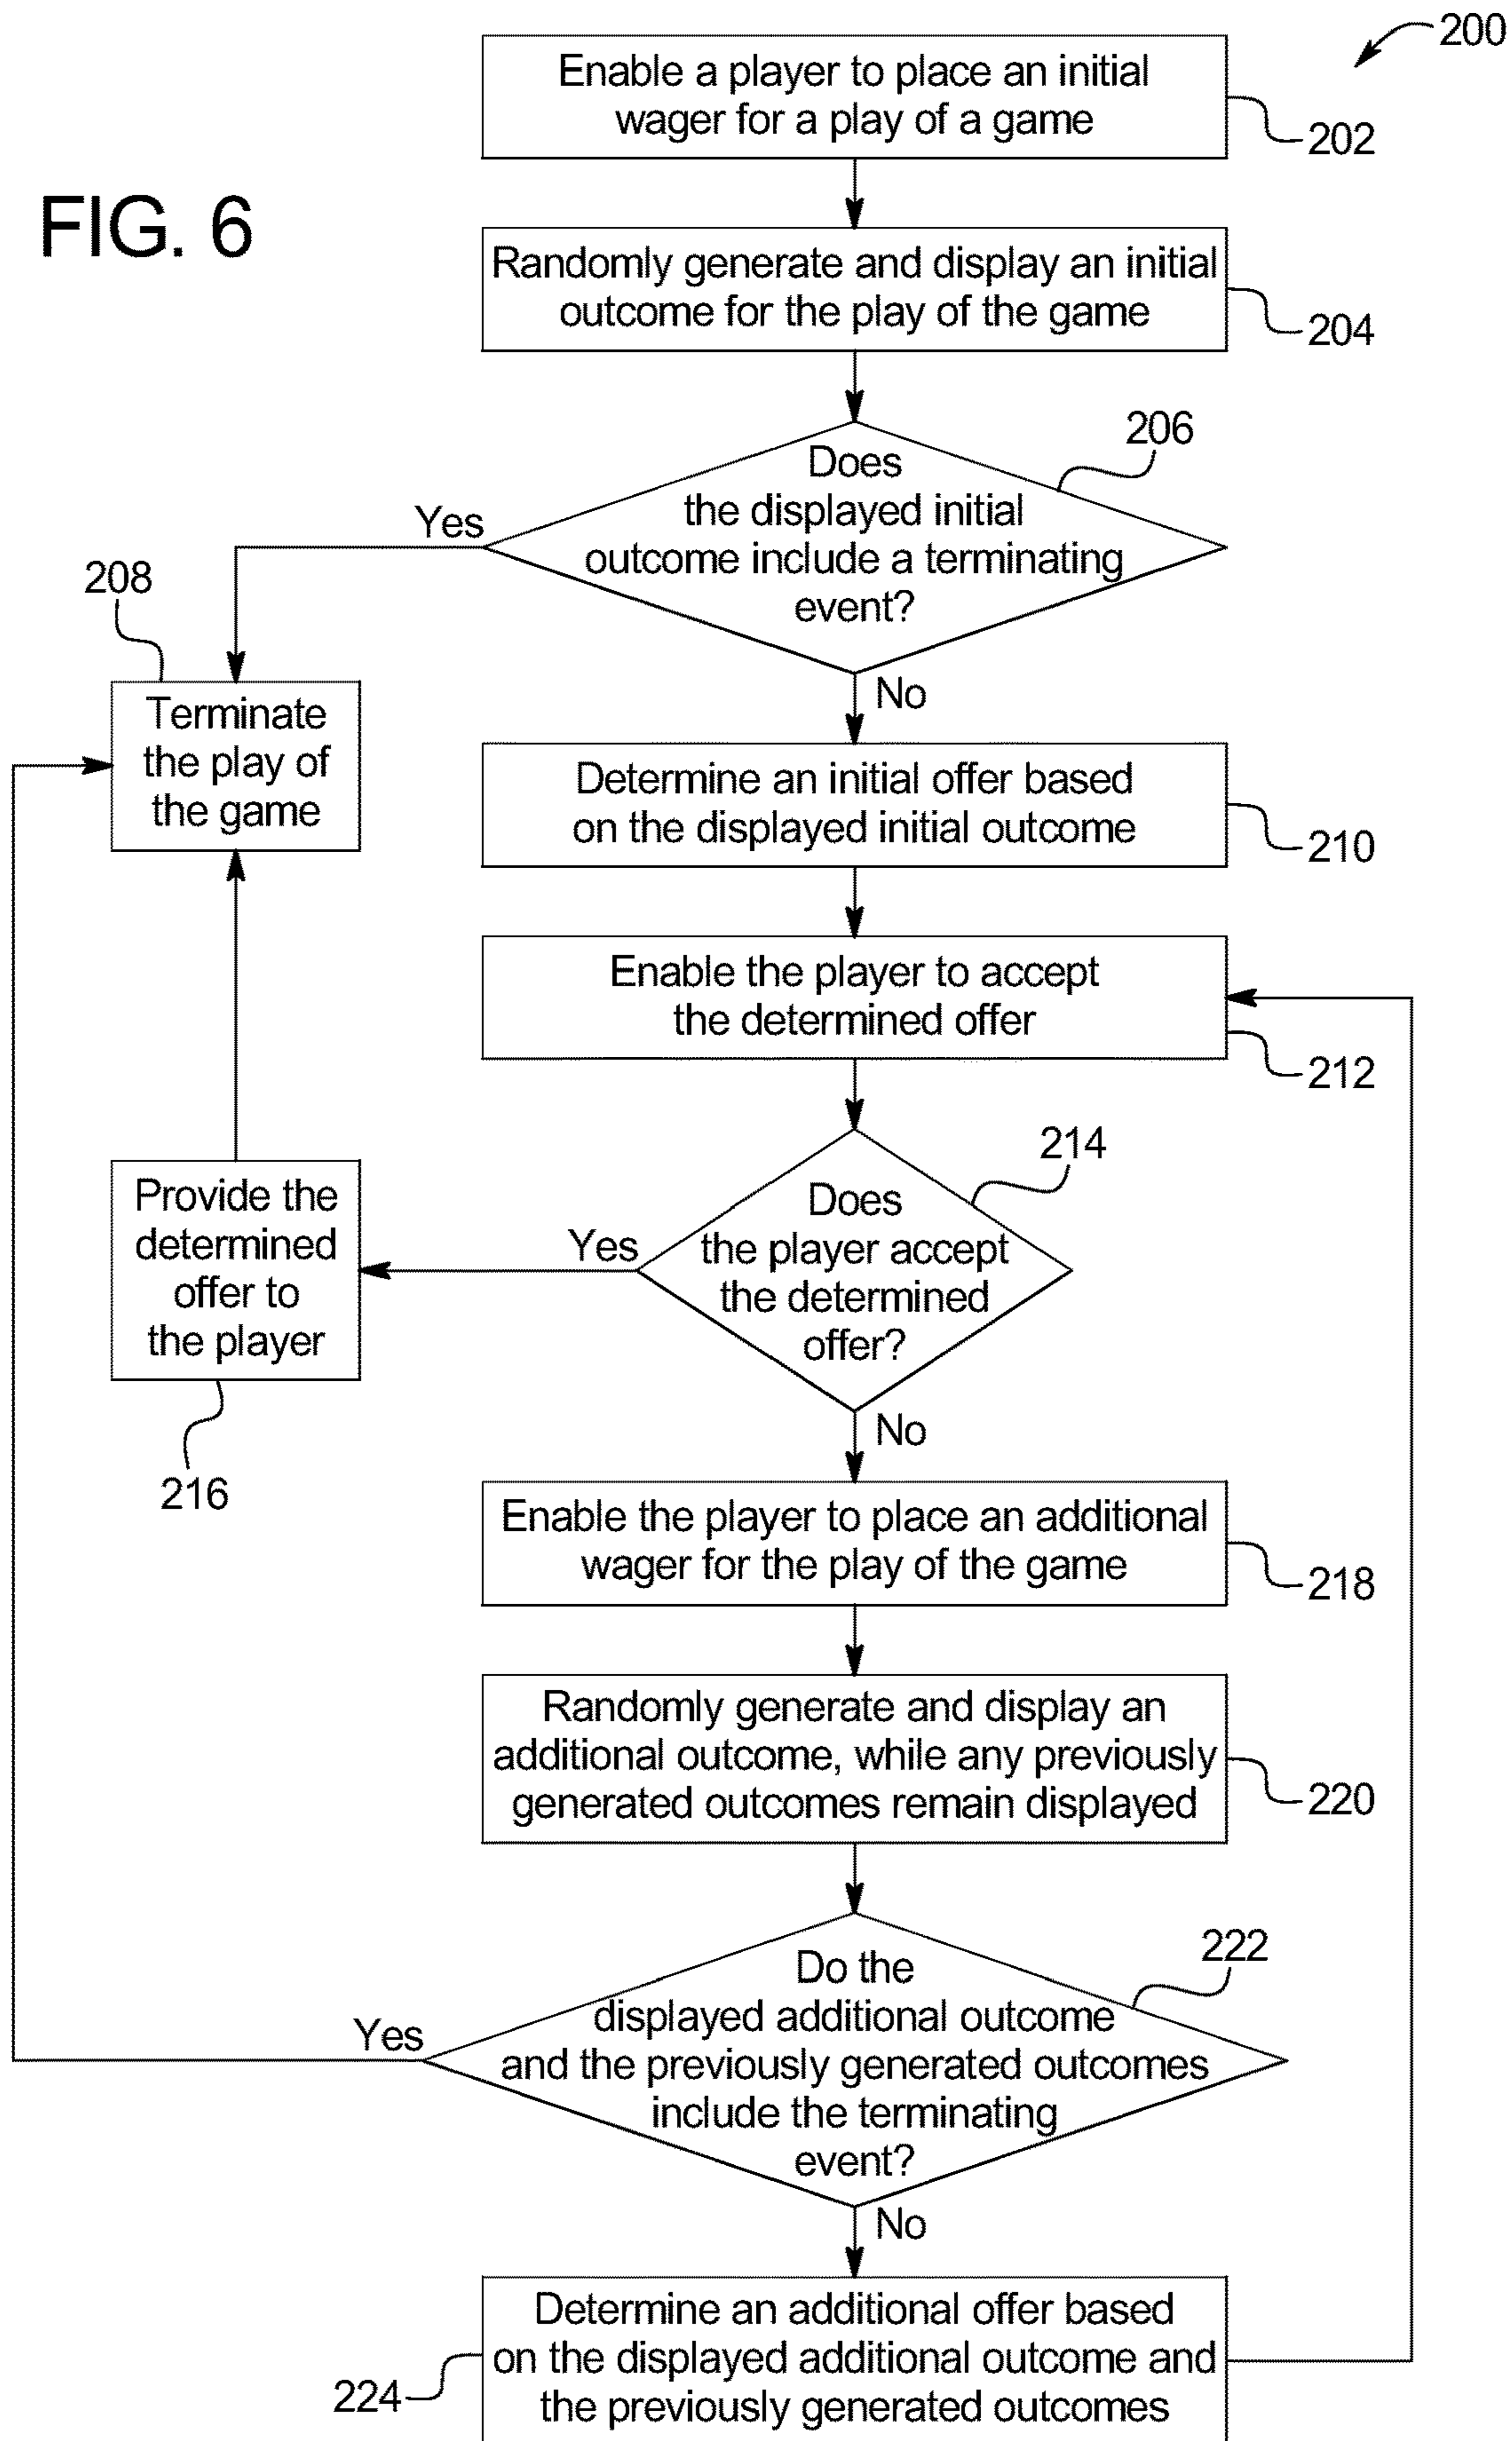 200
Enable a player to place an initial
wager for a play of a game
202
FIG. 6
Randomly generate and display an initial
outcome for the play of the game
204
206
Does
the displayed initial
outcome include a terminating
event?
Yes
No
208
Terminate
the play of
the game
Determine an initial offer based
on the displayed initial outcome
210
Enable the player to accept
the determined offer
212
214
Does
the player accept
the determined
offer?
Yes
No
Provide the
determined
offer to
the player
216
Enable the player to place an additional
wager for the play of the game
218
Randomly generate and display an
additional outcome, while any previously
generated outcomes remain displayed
220
222
Do the
displayed additional outcome
and the previously generated outcomes
include the terminating
event?
Yes
No
Determine an additional offer based
on the displayed additional outcome and
the previously generated outcomes
224